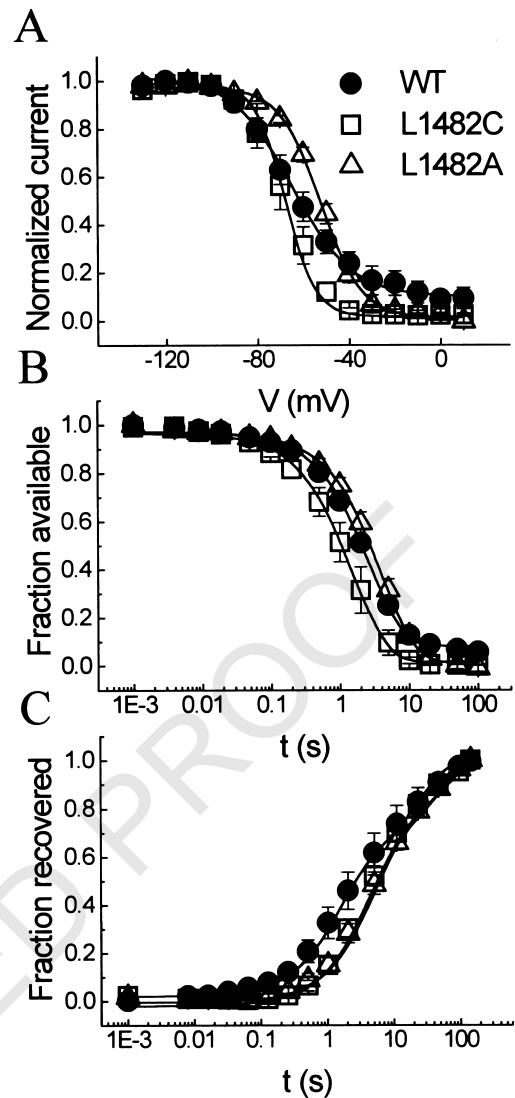 A
Normalized current
1.0
0.8
0.6
0.4
0.2
0.0
WT
L1482C
L1482A
-120
-80
-40
0
V (mV)
B
Fraction available
1.0
0.8
0.6
0.4
0.2
0.0
1E-3
0.01
0.1
1
10
100
t (s)
C
Fraction recovered
1.0
0.8
0.6
0.4
0.2
0.0
1E-3
0.01
0.1
1
10
100
t (s)
ED PROOF